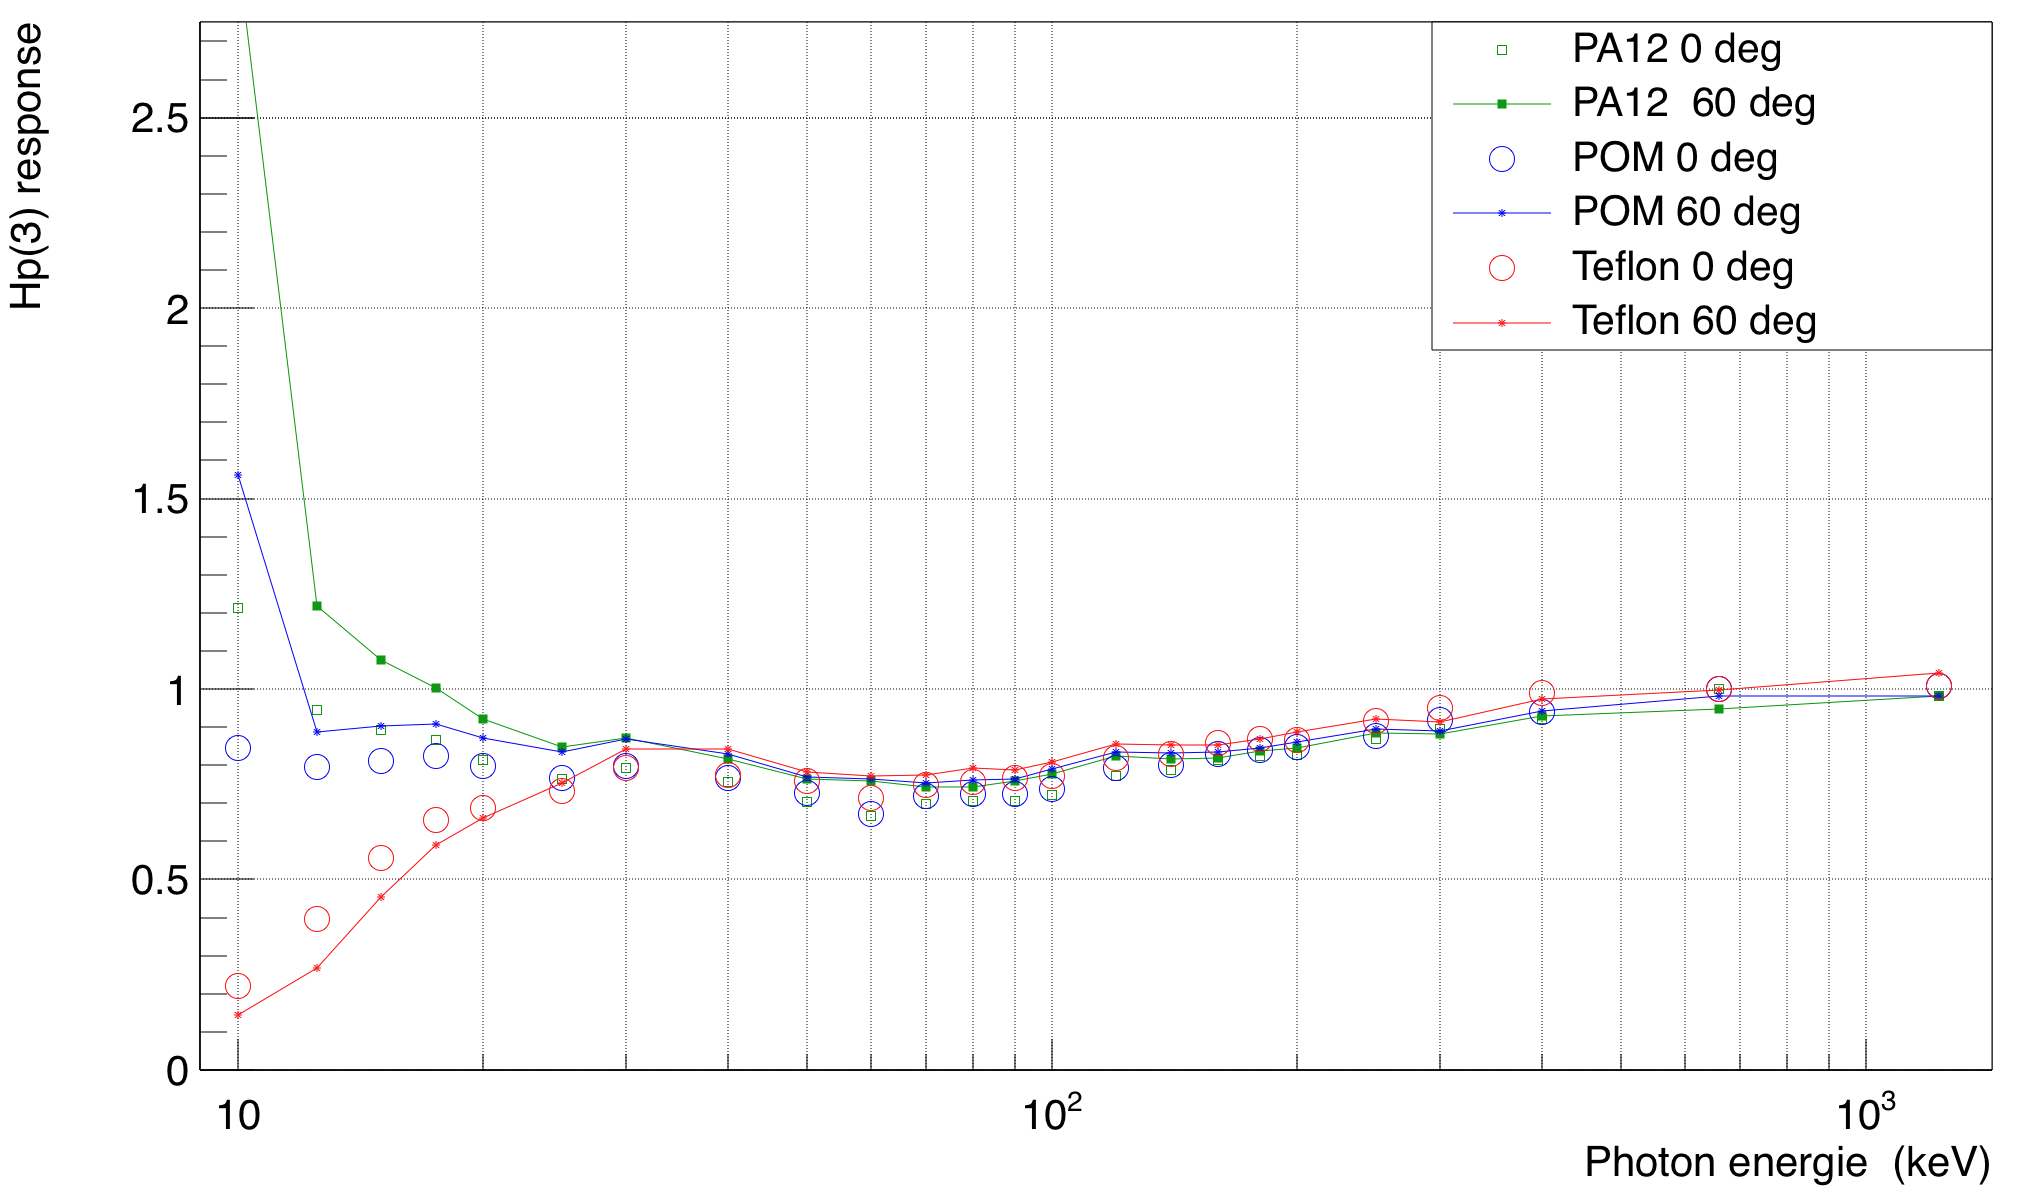 Hp(3) response
2.5
2
1.5
1
0.5
0
10
10²
10³
Photon energie (keV)
PA12 0 deg
PA12 60 deg
POM 0 deg
POM 60 deg
Teflon 0 deg
Teflon 60 deg